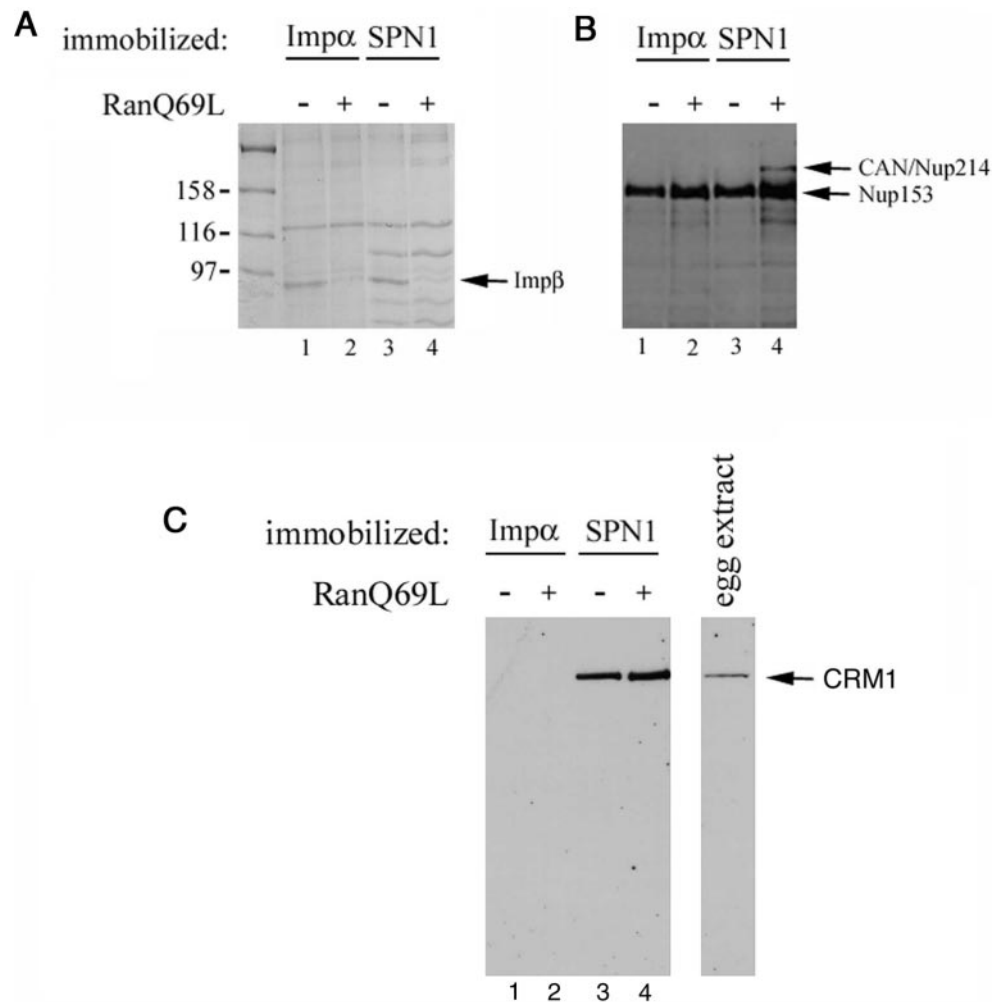 A
immobilized: Impα SPN1
RanQ69L - + - +
158-
116-
97-
Impβ
1 2 3 4
B
Impα SPN1
- + - +
CAN/Nup214
Nup153
1 2 3 4
C
immobilized: Impα SPN1
RanQ69L - + - +
egg extract
CRM1
1 2 3 4